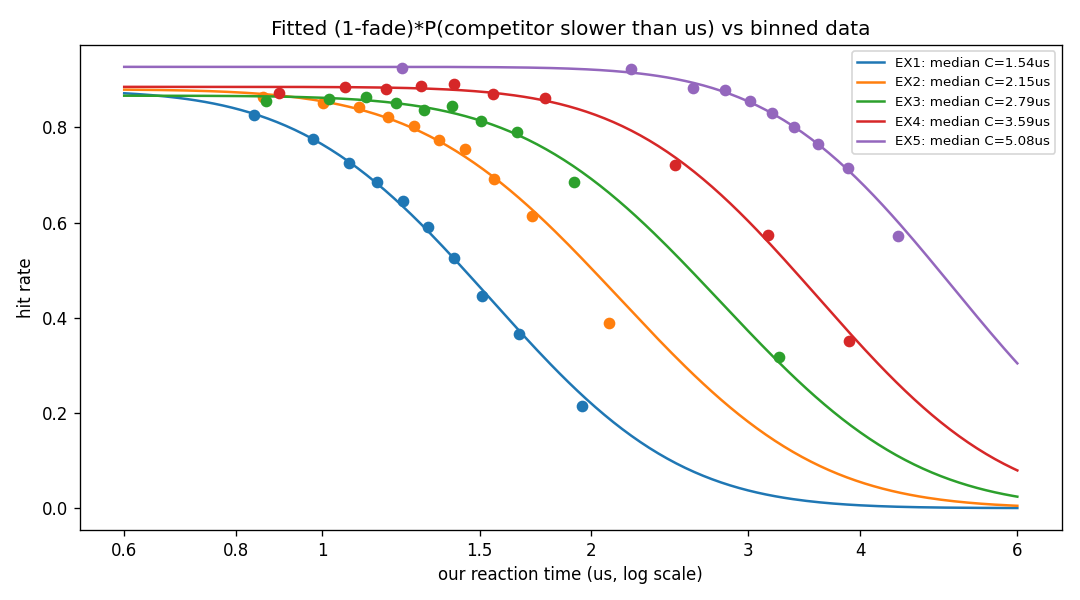 Fitted (1-fade)*P(competitor slower than us) vs binned data
EX1: median C=1.54us
EX2: median C=2.15us
EX3: median C=2.79us
EX4: median C=3.59us
EX5: median C=5.08us
hit rate
0.8
0.6
0.4
0.2
0.0
0.6 0.8 1 1.5 2 3 4 6
our reaction time (us, log scale)